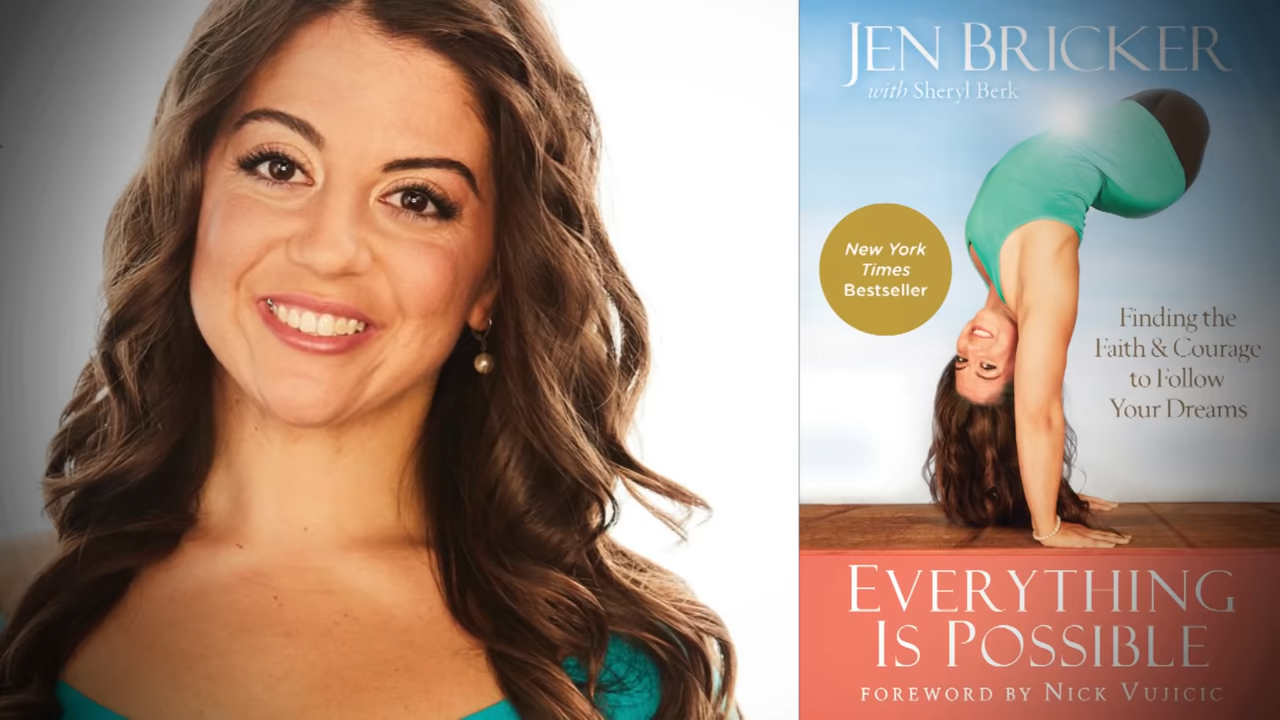 JEN BRICKER
with Sheryl Berk
New York
Times
Bestseller
Finding the
Faith & Courage
to Follow
Your Dreams
EVERYTHING
IS POSSIBLE
FOREWORD BY NICK VUJICIC